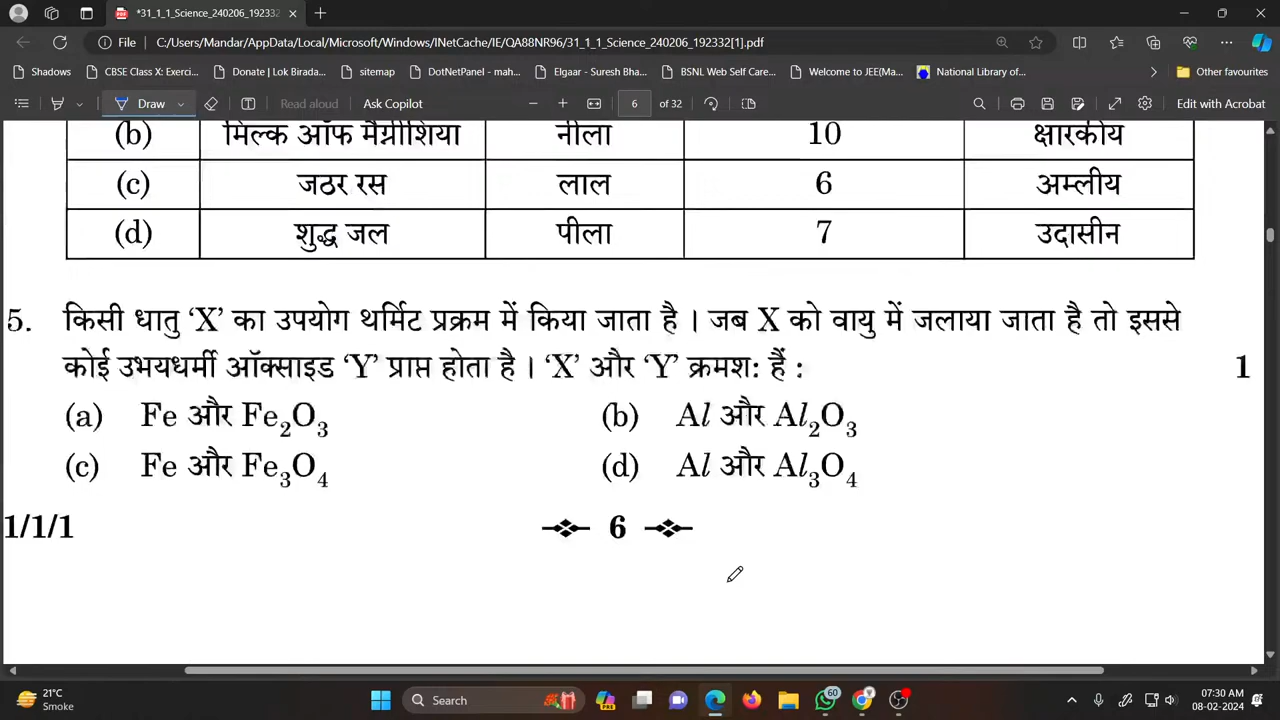 *31_1_1_Science_240206_192332
File
C:/Users/Mandar/AppData/Local/Microsoft/Windows/INetCache/IE/QA88NR96/31_1_1_Science_240206_192332[1].pdf
Shadows
CBSE Class X: Exerci...
Donate | Lok Birada...
sitemap
DotNetPanel - mah...
Elgaar - Suresh Bha...
BSNL Web Self Care...
Welcome to JEE(Ma...
National Library of...
Other favourites
Draw
Read aloud
Ask Copilot
6 of 32
Edit with Acrobat
(b) मिल्क ऑफ मैग्नीशिया नीला 10 क्षारकीय
(c) जठर रस लाल 6 अम्लीय
(d) शुद्ध जल पीला 7 उदासीन
5. किसी धातु ‘X’ का उपयोग थर्मिट प्रक्रम में किया जाता है । जब X को वायु में जलाया जाता है तो इससे
कोई उभयधर्मी ऑक्साइड ‘Y’ प्राप्त होता है । ‘X’ और ‘Y’ क्रमशः हैं : 1
(a) Fe और Fe₂O₃ (b) Al और Al₂O₃
(c) Fe और Fe₃O₄ (d) Al और Al₃O₄
1/1/1 6
21°C
Smoke
Search
PRE
60
07:30 AM
08-02-2024